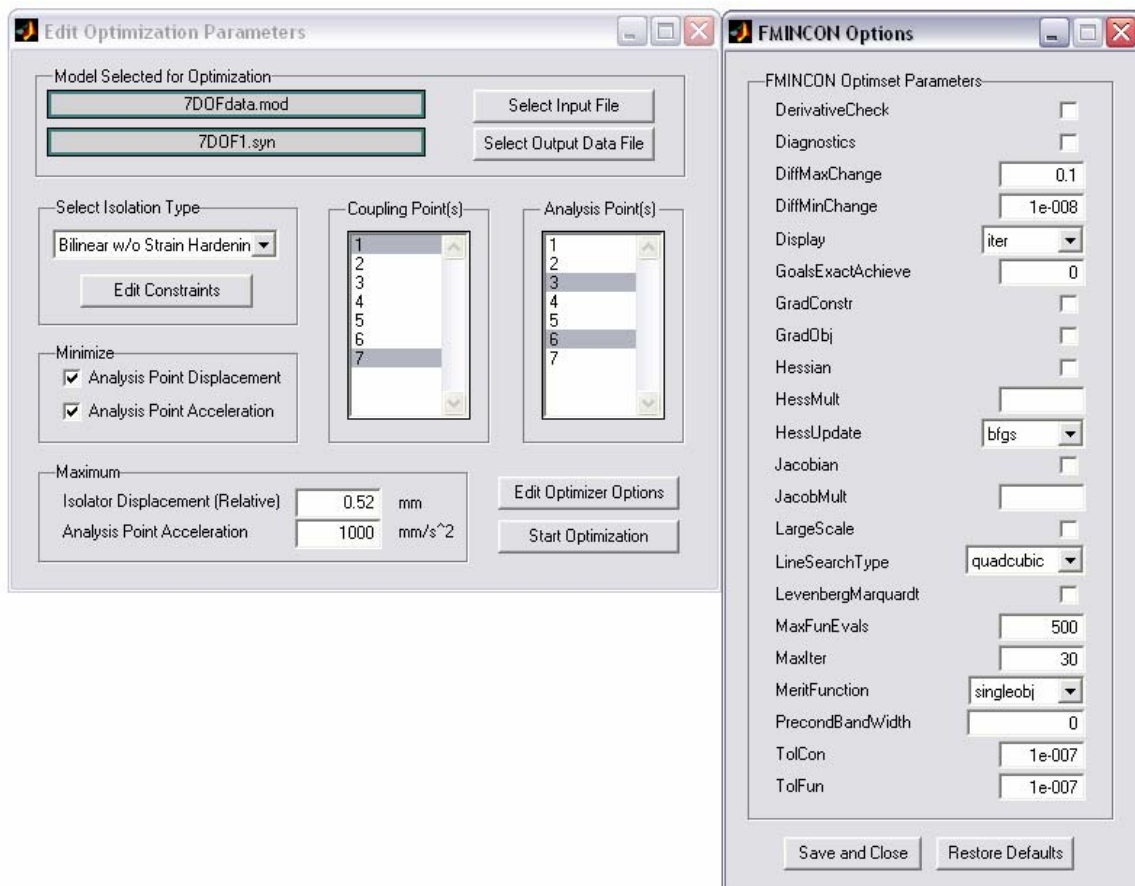 Edit Optimization Parameters
Model Selected for Optimization
7DOFdata.mod
Select Input File
7DOF1.syn
Select Output Data File
Select Isolation Type
Bilinear w/o Strain Hardenin
Edit Constraints
Coupling Point(s)
1
2
3
4
5
6
7
Analysis Point(s)
1
2
3
4
5
6
7
Minimize
Analysis Point Displacement
Analysis Point Acceleration
Maximum
Isolator Displacement (Relative) 0.52 mm
Analysis Point Acceleration 1000 mm/s^2
Edit Optimizer Options
Start Optimization
FMINCON Options
FMINCON Optimset Parameters
DerivativeCheck
Diagnostics
DiffMaxChange 0.1
DiffMinChange 1e-008
Display iter
GoalsExactAchieve 0
GradConstr
GradObj
Hessian
HessMult
HessUpdate bfgs
Jacobian
JacobMult
LargeScale
LineSearchType quadcubic
LevenbergMarquardt
MaxFunEvals 500
MaxIter 30
MeritFunction singleobj
PrecondBandWidth 0
TolCon 1e-007
TolFun 1e-007
Save and Close
Restore Defaults